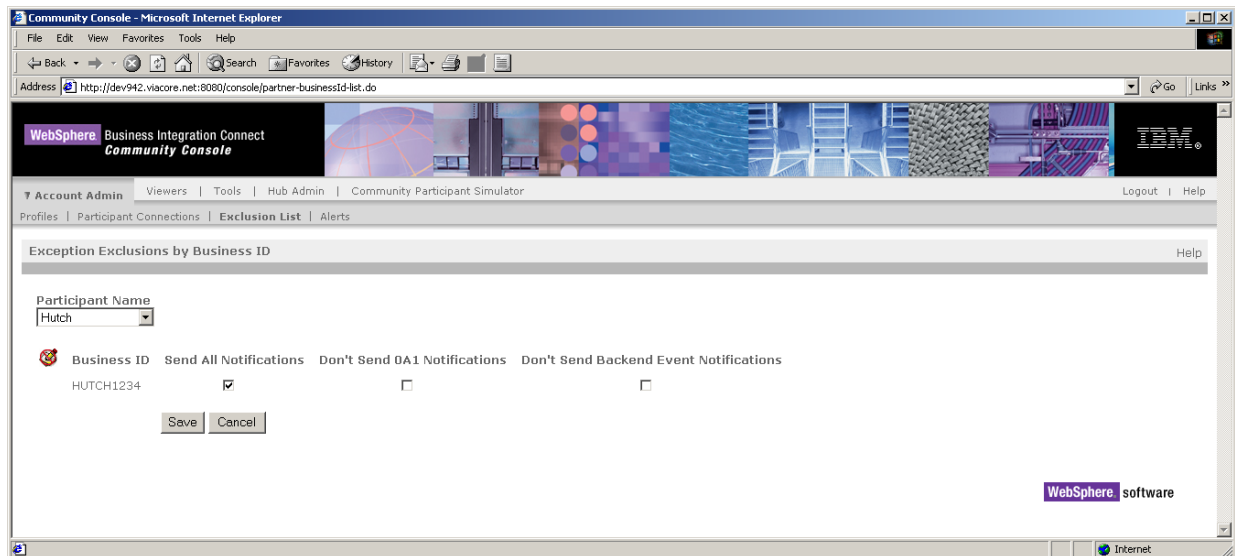 Community Console - Microsoft Internet Explorer
File Edit View Favorites Tools Help
Back Search Favorites History
Address http://dev942.viacore.net:8080/console/partner-businessId-list.do Go Links »
WebSphere. Business Integration Connect
Community Console
IBM®
Account Admin Viewers | Tools | Hub Admin | Community Participant Simulator Logout | Help
Profiles | Participant Connections | Exclusion List | Alerts
Exception Exclusions by Business ID Help
Participant Name
Hutch
Business ID Send All Notifications Don't Send 0A1 Notifications Don't Send Backend Event Notifications
HUTCH1234
Save Cancel
WebSphere. software
Internet